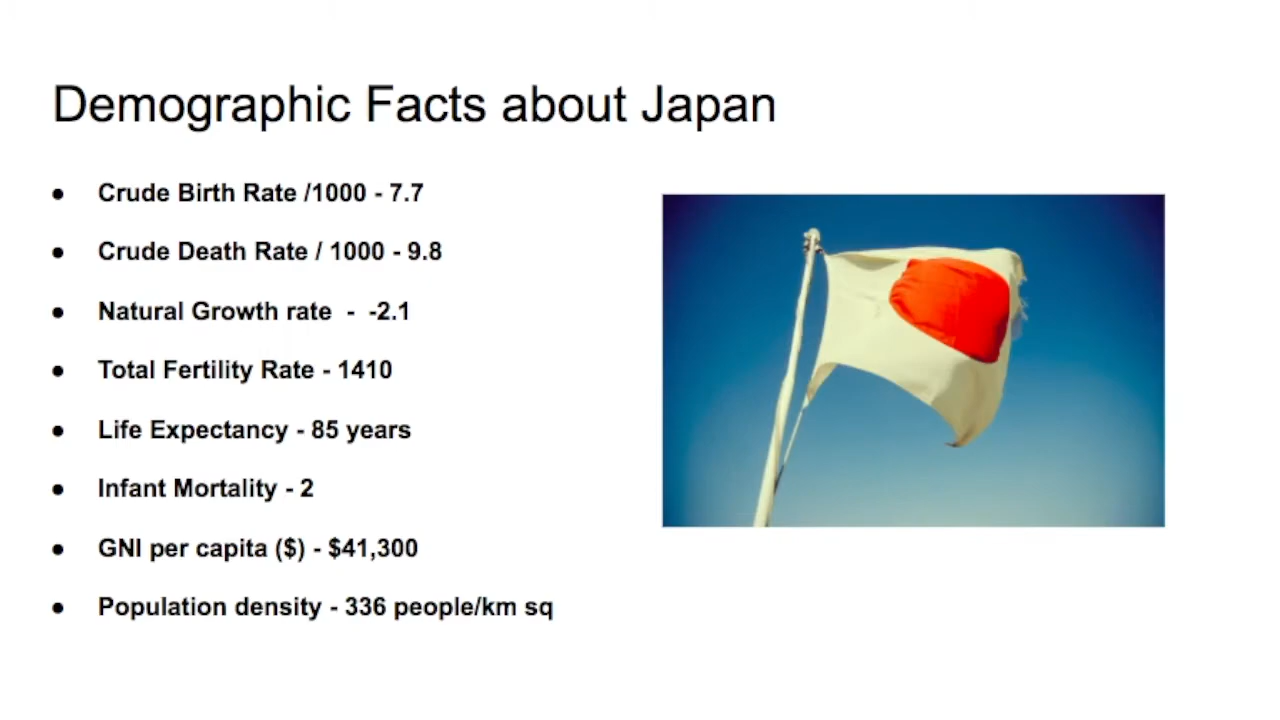 Demographic Facts about Japan
● Crude Birth Rate /1000 - 7.7
● Crude Death Rate / 1000 - 9.8
● Natural Growth rate - -2.1
● Total Fertility Rate - 1410
● Life Expectancy - 85 years
● Infant Mortality - 2
● GNI per capita ($) - $41,300
● Population density - 336 people/km sq